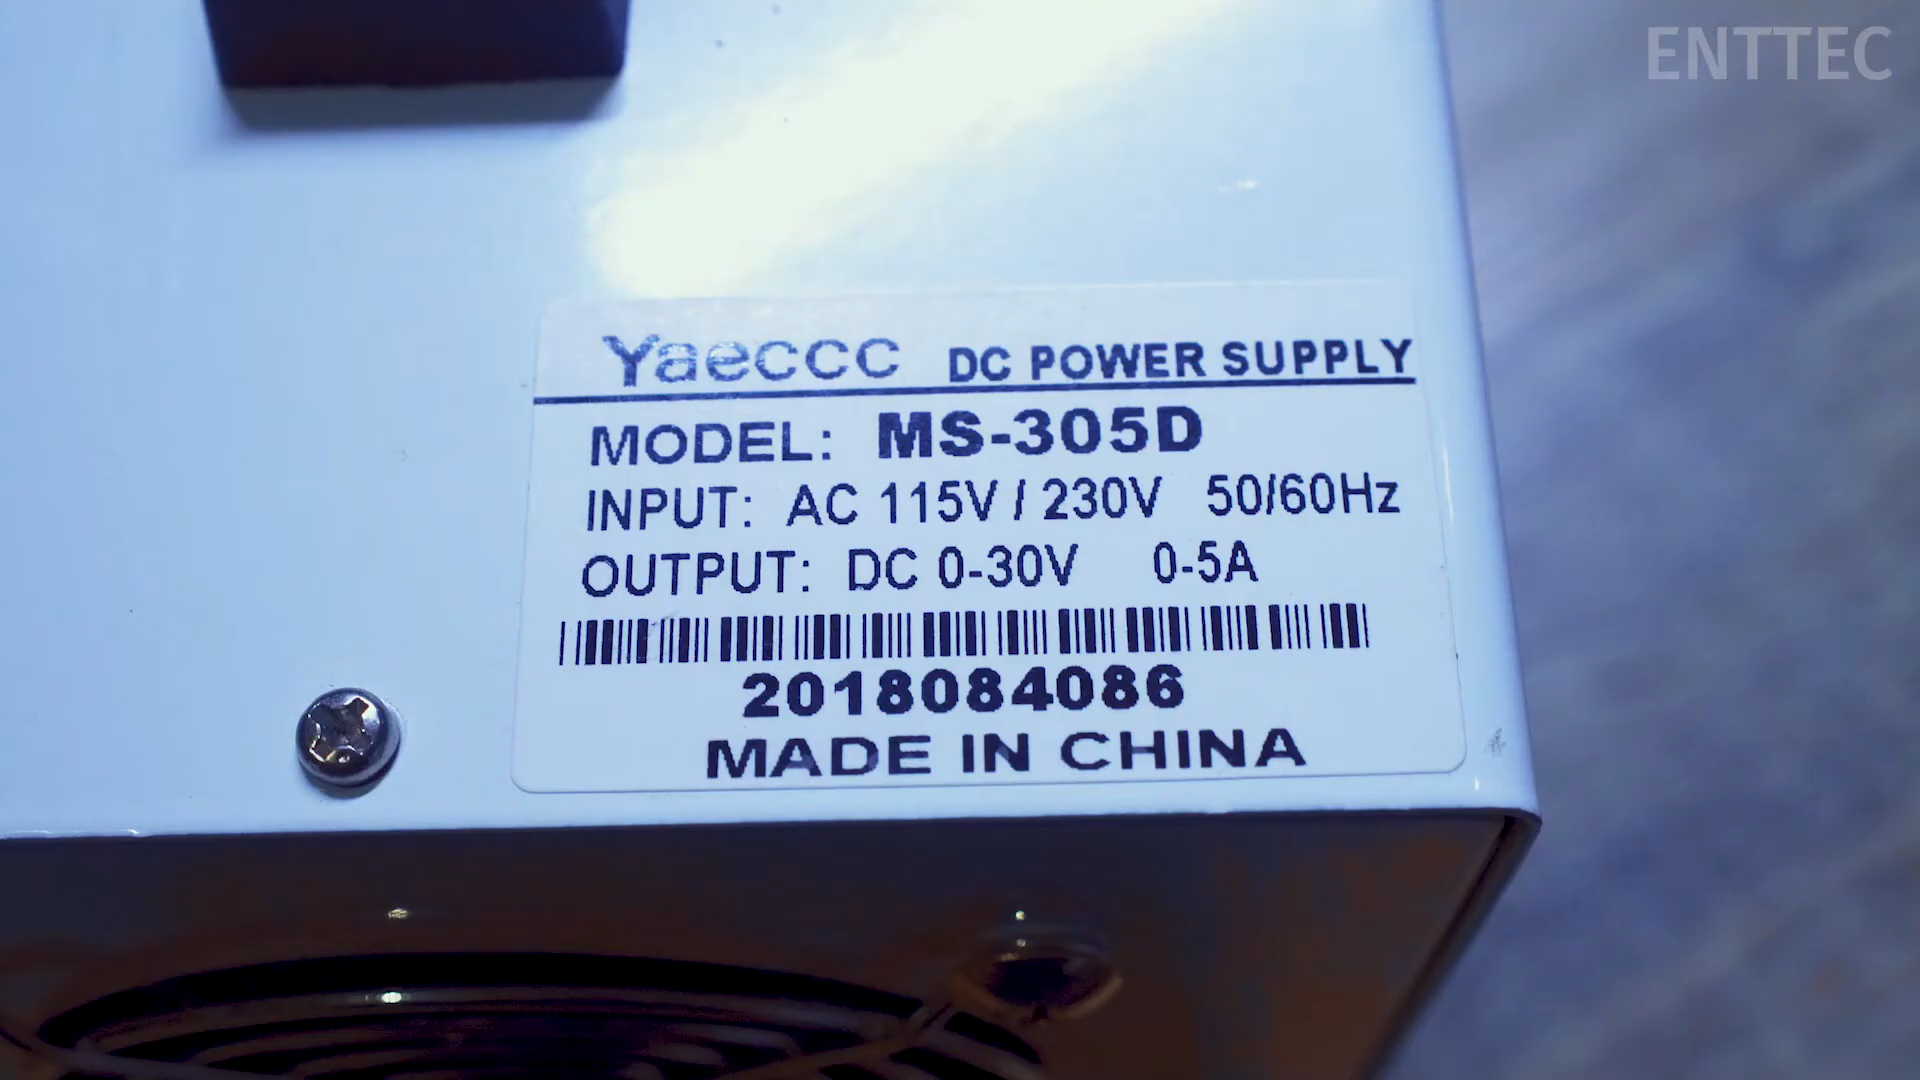 ENTTEC
Yaeccc DC POWER SUPPLY
MODEL: MS-305D
INPUT: AC 115V / 230V 50/60Hz
OUTPUT: DC 0-30V 0-5A
2018084086
MADE IN CHINA